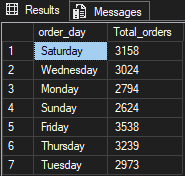 Results Messages
order_day Total_orders
1 Saturday 3158
2 Wednesday 3024
3 Monday 2794
4 Sunday 2624
5 Friday 3538
6 Thursday 3239
7 Tuesday 2973